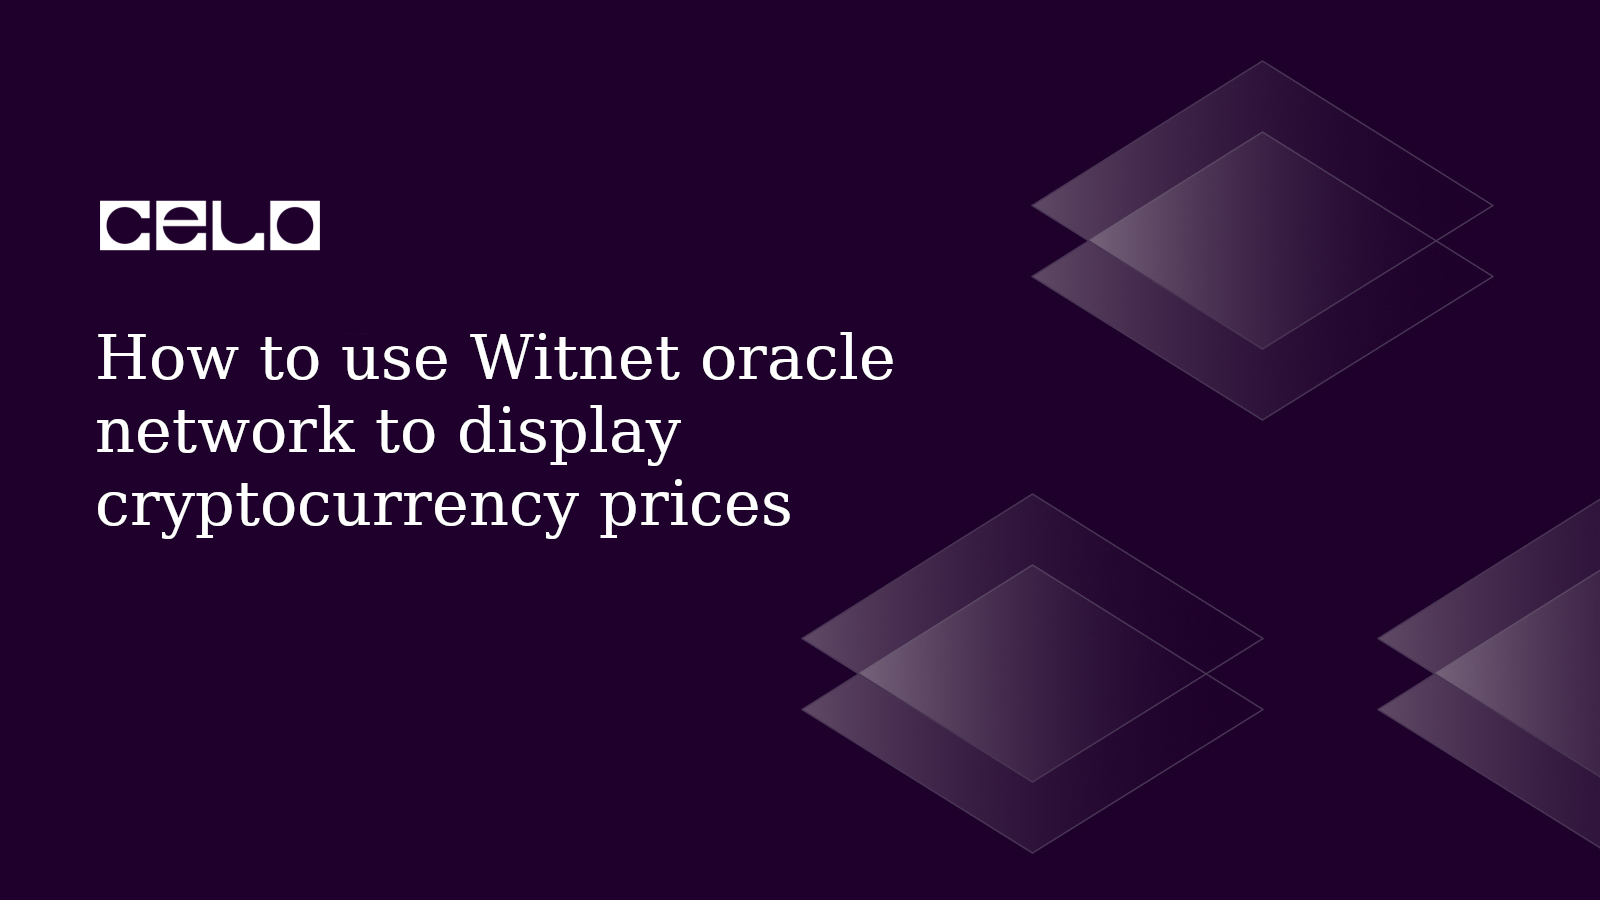 CELO
How to use Witnet oracle
network to display
cryptocurrency prices